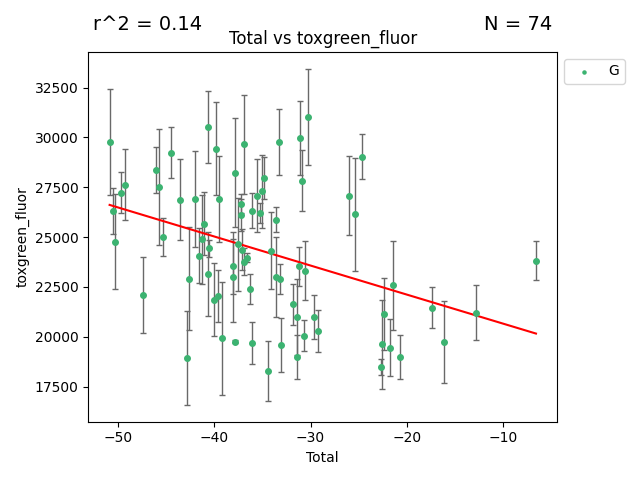 r^2 = 0.14
N = 74
Total vs toxgreen_fluor
G
32500
30000
27500
25000
22500
20000
17500
toxgreen_fluor
−50
−40
−30
−20
−10
Total